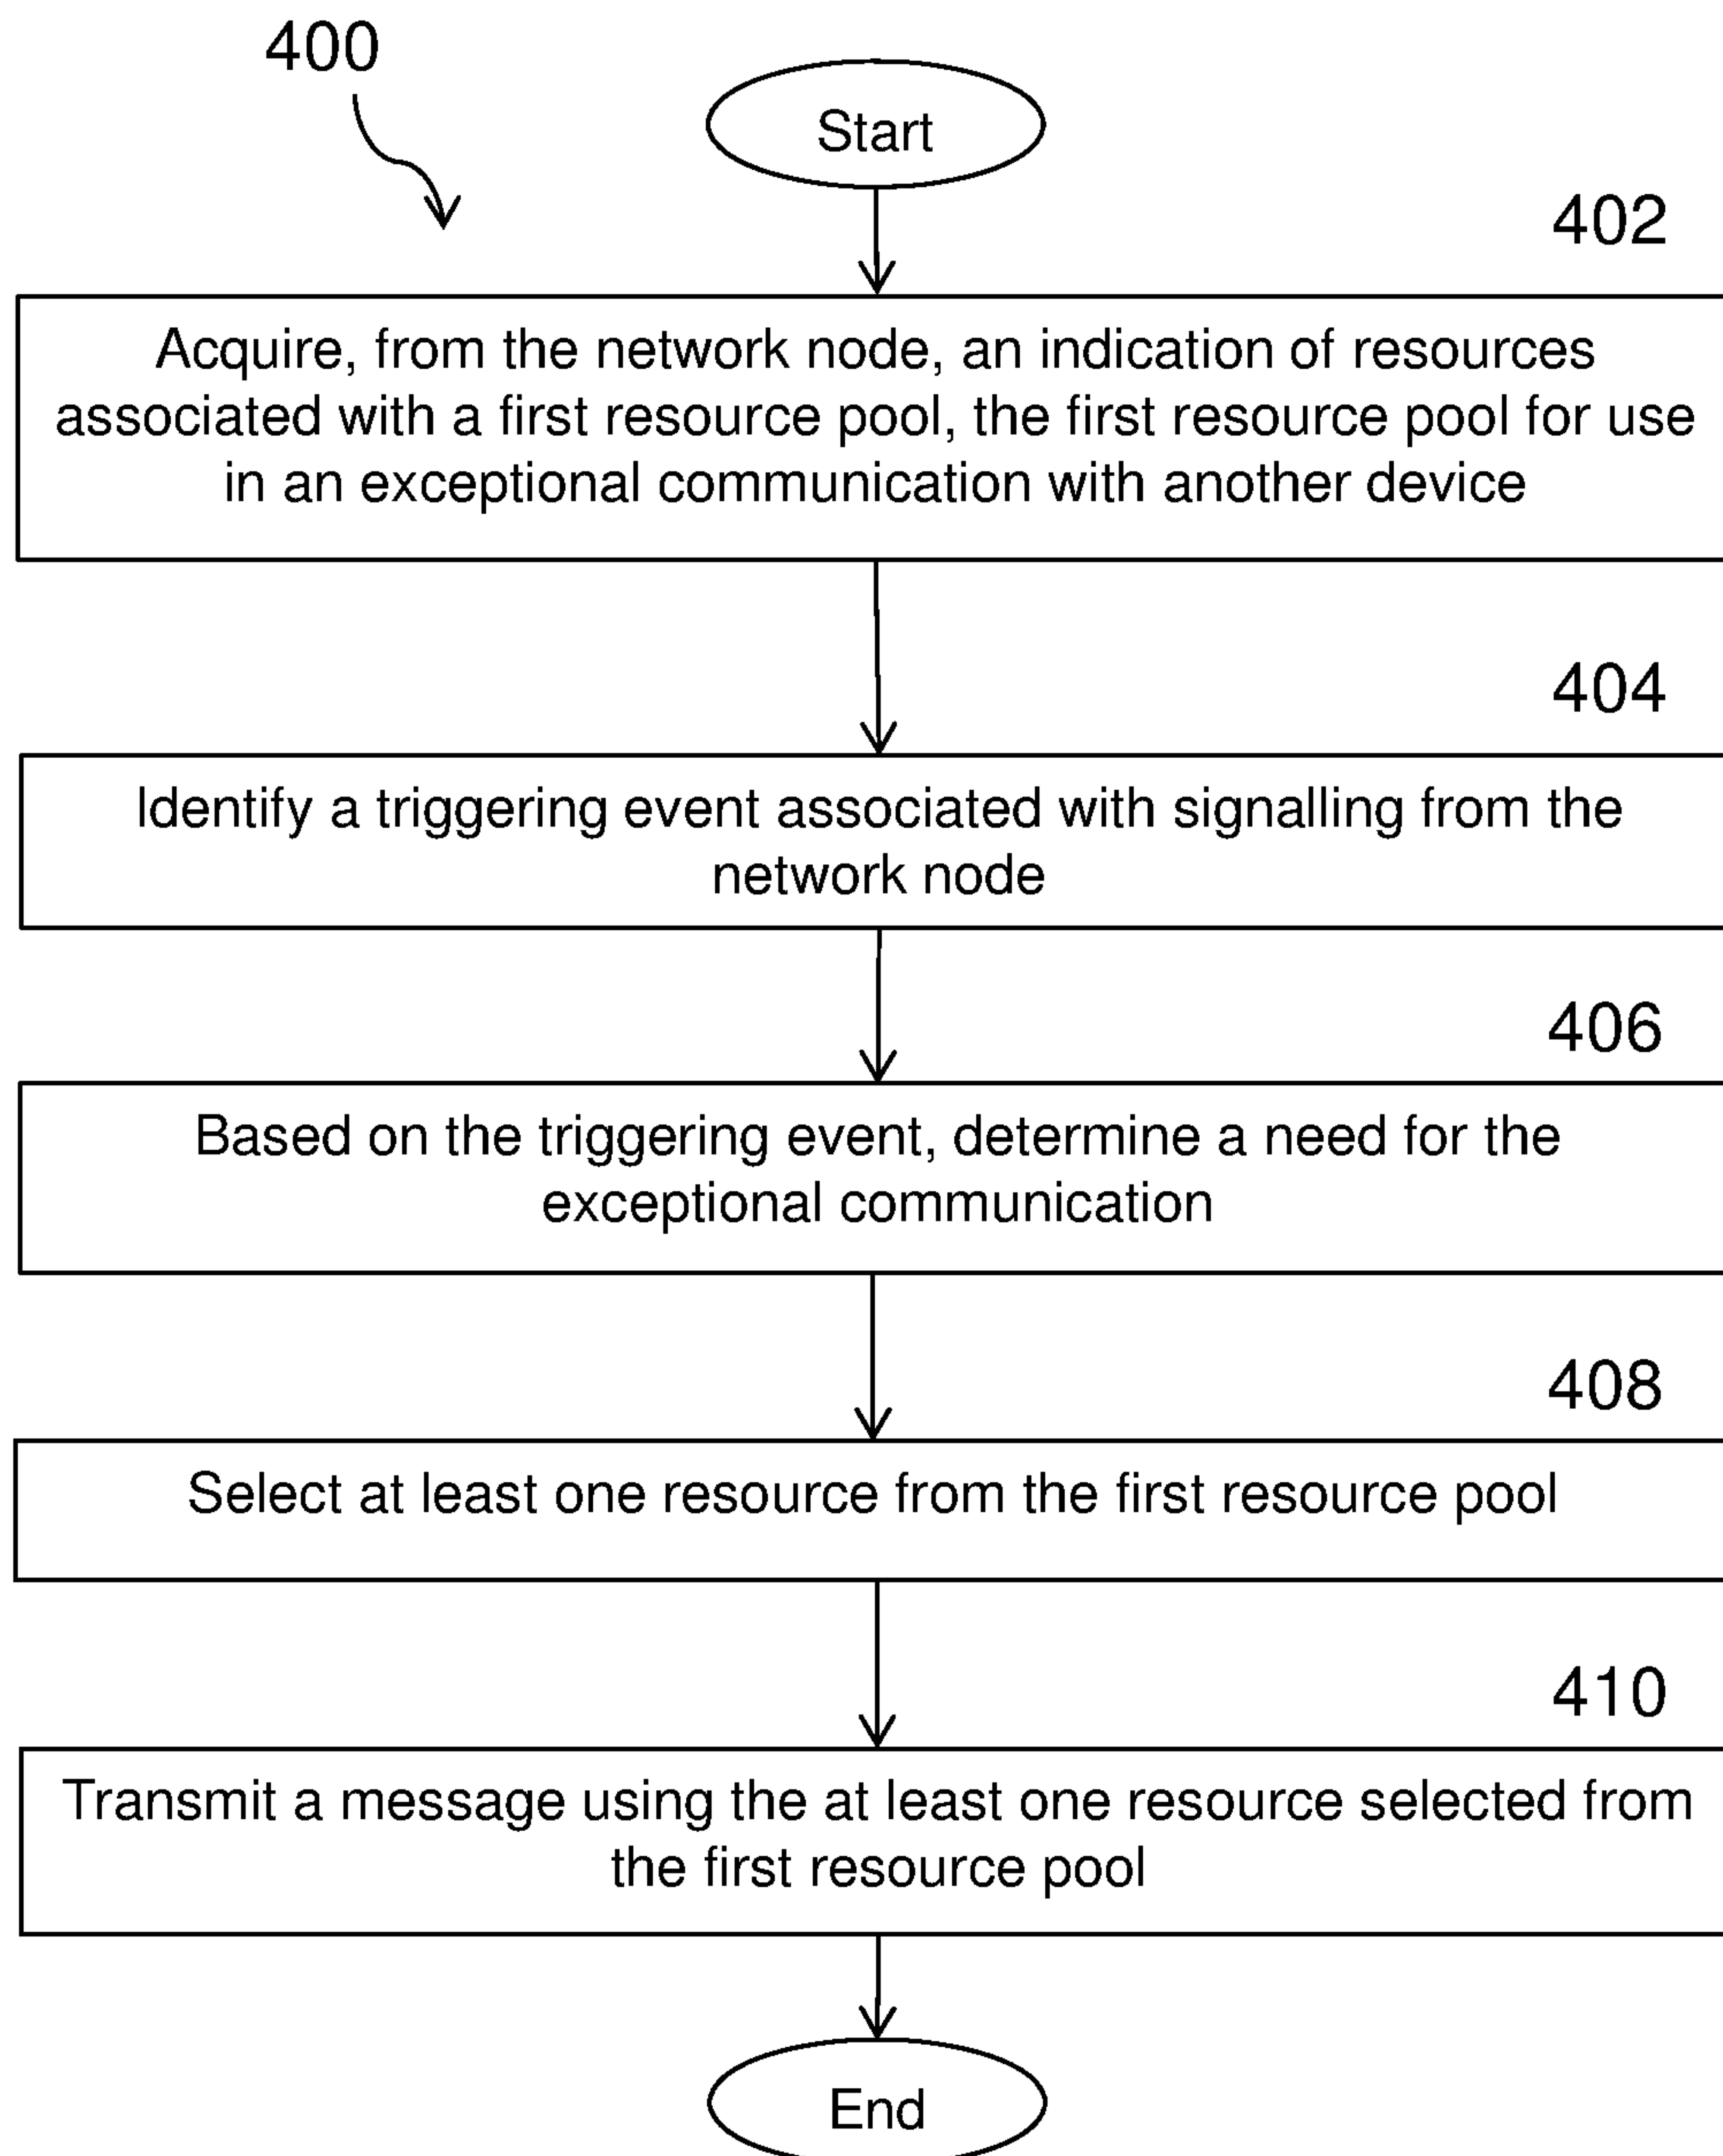 400
Start
402
Acquire, from the network node, an indication of resources
associated with a first resource pool, the first resource pool for use
in an exceptional communication with another device
404
Identify a triggering event associated with signalling from the
network node
406
Based on the triggering event, determine a need for the
exceptional communication
408
Select at least one resource from the first resource pool
410
Transmit a message using the at least one resource selected from
the first resource pool
End